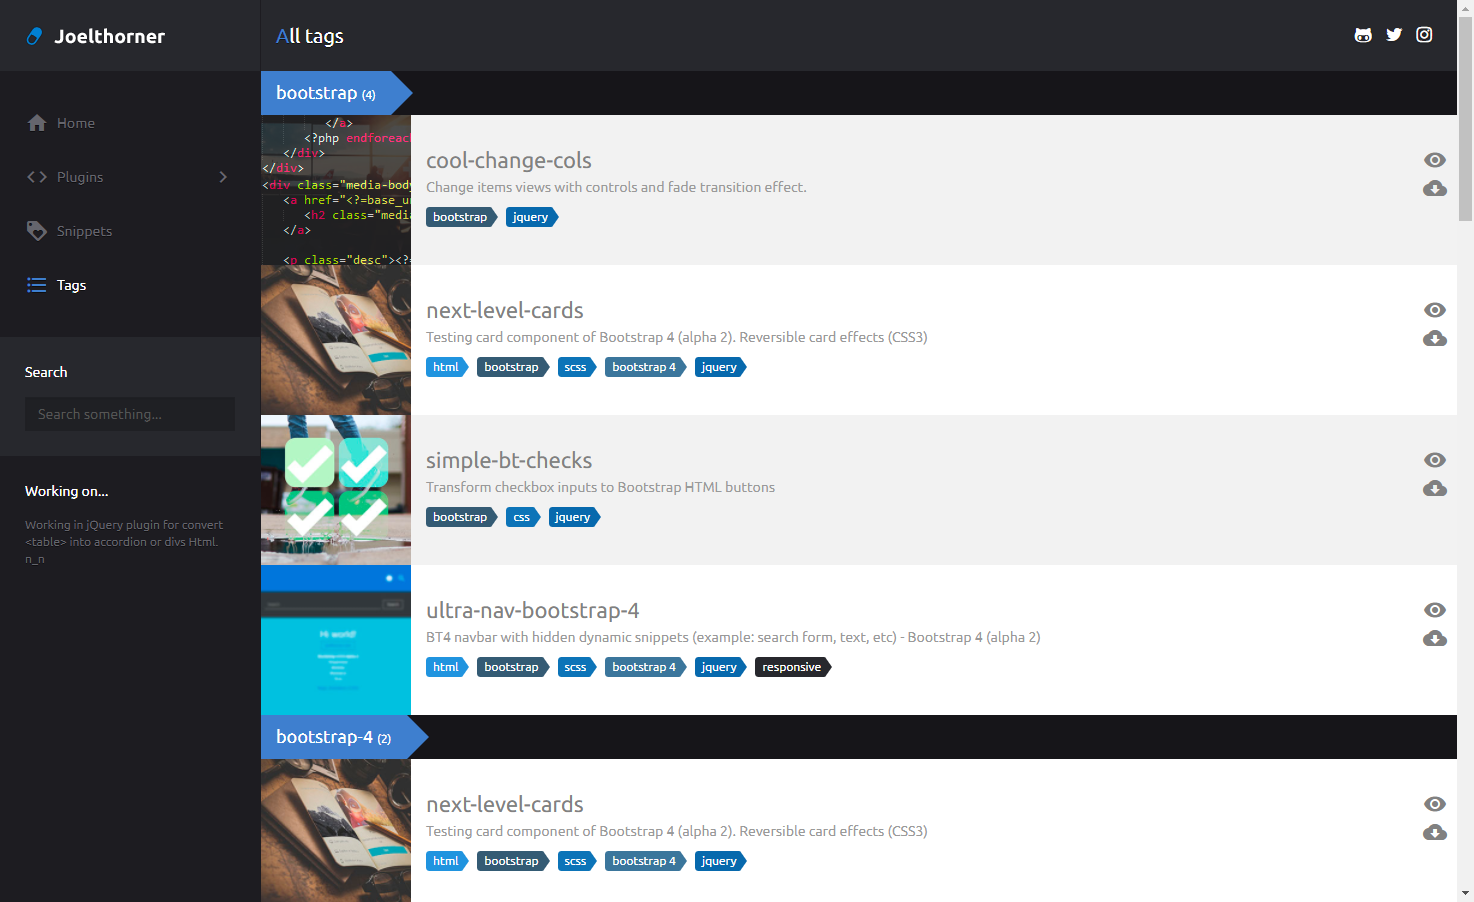 Joelthorner
All tags
Home
Plugins
Snippets
Tags
Search
Search something...
Working on...
Working in jQuery plugin for convert
<table> into accordion or divs Html.
n_n
bootstrap (4)
</a>
<?php endforeach
</div>
</div>
<div class="media-body
<a href="<?=base_ur
<h2 class="media
</a>
<p class="desc"><?=
cool-change-cols
Change items views with controls and fade transition effect.
bootstrap jquery
next-level-cards
Testing card component of Bootstrap 4 (alpha 2). Reversible card effects (CSS3)
html bootstrap scss bootstrap 4 jquery
simple-bt-checks
Transform checkbox inputs to Bootstrap HTML buttons
bootstrap css jquery
Hi world!
ultra-nav-bootstrap-4
BT4 navbar with hidden dynamic snippets (example: search form, text, etc) - Bootstrap 4 (alpha 2)
html bootstrap scss bootstrap 4 jquery responsive
bootstrap-4 (2)
next-level-cards
Testing card component of Bootstrap 4 (alpha 2). Reversible card effects (CSS3)
html bootstrap scss bootstrap 4 jquery